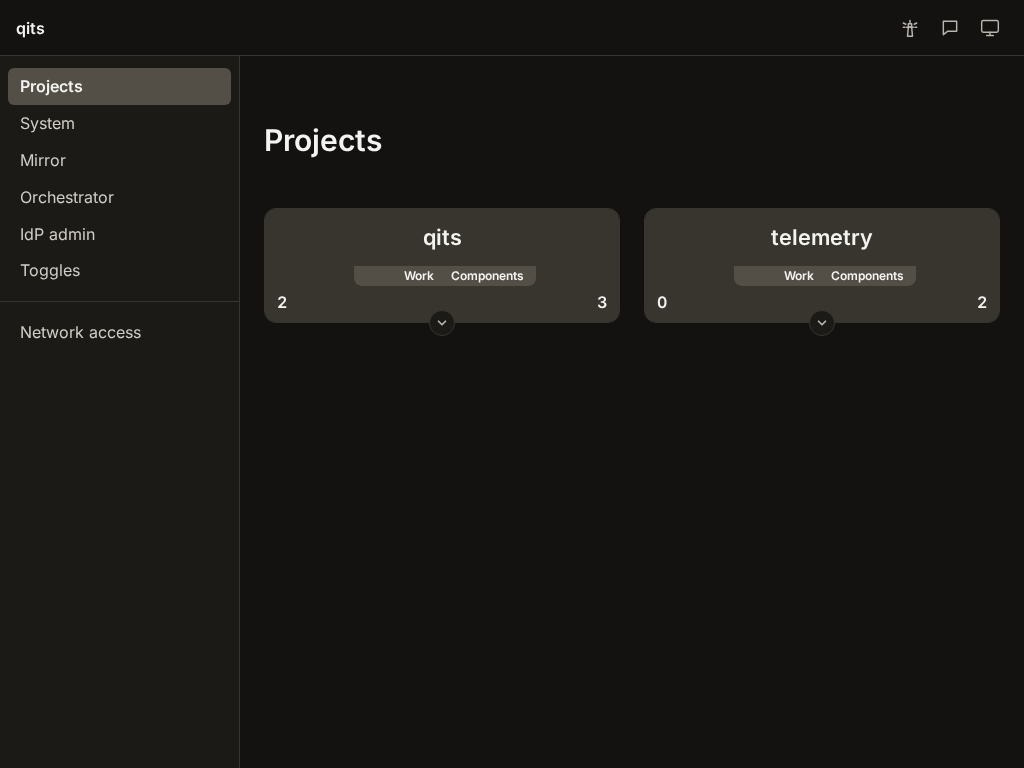 qits
Projects
System
Mirror
Orchestrator
IdP admin
Toggles
Network access
Projects
qits
Work Components
2 3
telemetry
Work Components
0 2